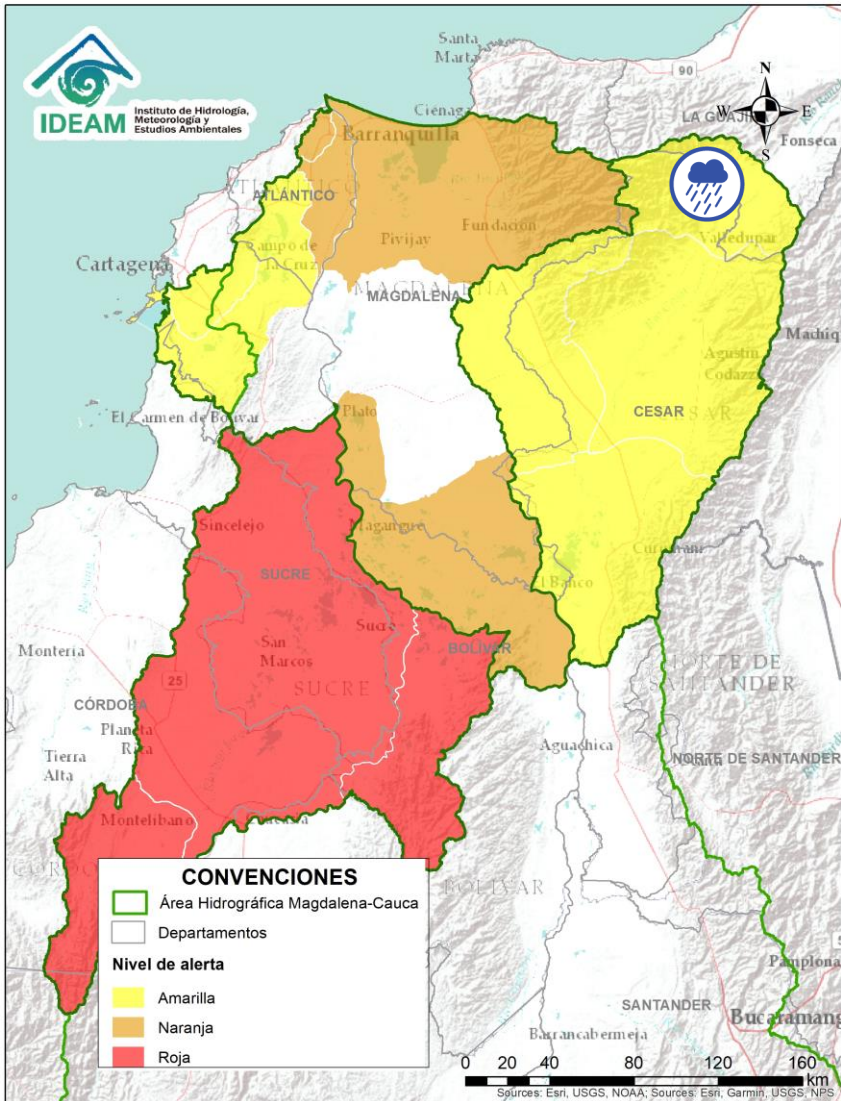 IDEAM
Instituto de Hidrología,
Meteorología y
Estudios Ambientales
Santa
Marta
90
N
W
E
S
LA GUAJIRA
Fonseca
Ciénaga
Barranquilla
ATLÁNTICO
Fundación
Pivijay
Campo de
la Cruz
Valledupar
Cartagena
MAGDALENA
Agustín
Codazzi
Plato
El Carmen de Bolívar
CESAR
Sincelejo
Magangue
SUCRE
El Banco
Sucre
San
Marcos
BOLÍVAR
SUCRE
Montería
25
CÓRDOBA
Planeta
Rica
Tierra
Alta
NORTE DE
SANTANDER
NORTE DE SANTANDER
Aguachica
Montelibano
BOLÍVAR
CONVENCIONES
Área Hidrográfica Magdalena-Cauca
Departamentos
Nivel de alerta
Amarilla
Naranja
Roja
Pamplona
SANTANDER
Bucaramang
Barrancabermeja
0 20 40 80 120 160
km
Sources: Esri, USGS, NOAA; Sources: Esri, Garmin, USGS, NPS